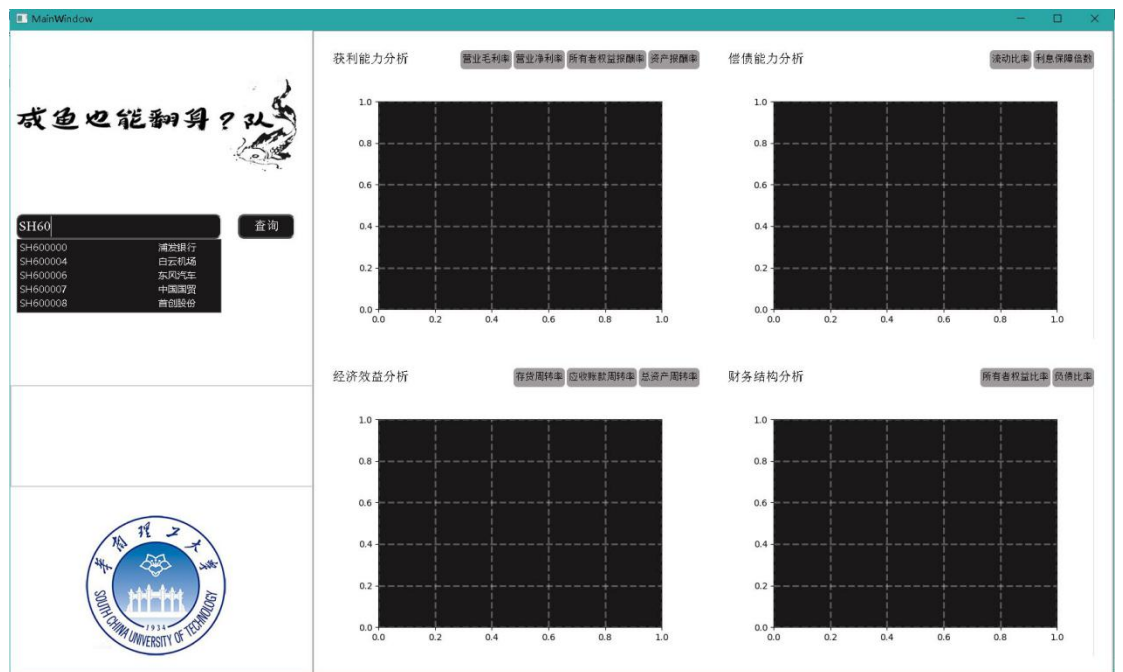 MainWindow
咸鱼也能翻身？队
SH60
查询
SH600000 浦发银行
SH600004 白云机场
SH600006 东风汽车
SH600007 中国国贸
SH600008 首创股份
华南理工大学
SOUTH CHINA UNIVERSITY OF TECHNOLOGY
1934
获利能力分析 营业毛利率 营业净利率 所有者权益报酬率 资产报酬率
1.0
0.8
0.6
0.4
0.2
0.0
0.0 0.2 0.4 0.6 0.8 1.0
偿债能力分析 流动比率 利息保障倍数
1.0
0.8
0.6
0.4
0.2
0.0
0.0 0.2 0.4 0.6 0.8 1.0
经济效益分析 存货周转率 应收账款周转率 总资产周转率
1.0
0.8
0.6
0.4
0.2
0.0
0.0 0.2 0.4 0.6 0.8 1.0
财务结构分析 所有者权益比率 负债比率
1.0
0.8
0.6
0.4
0.2
0.0
0.0 0.2 0.4 0.6 0.8 1.0